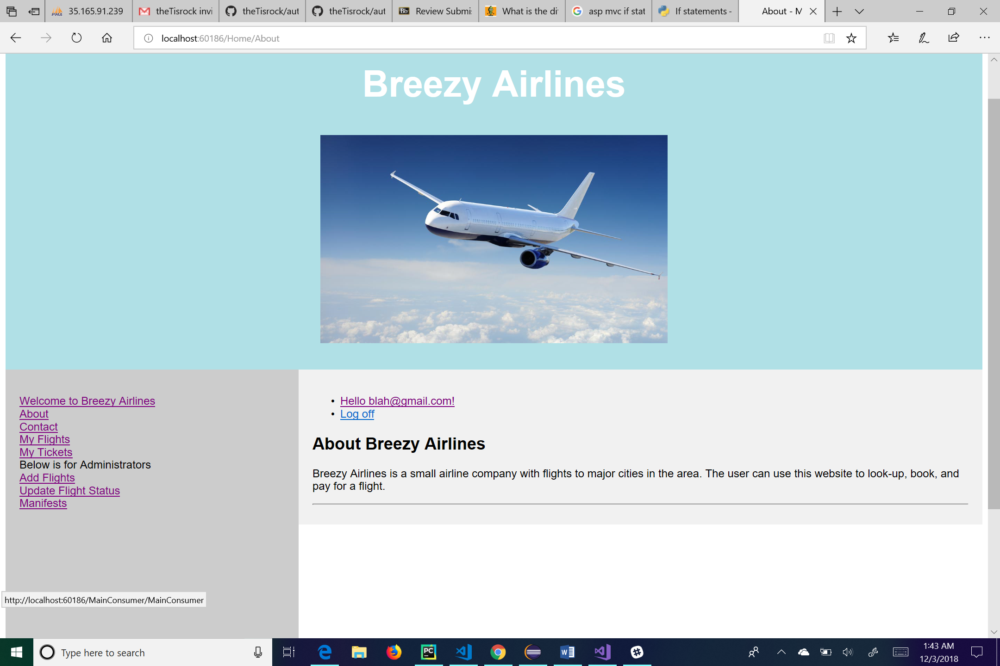 35.165.91.239
theTisrock invi
theTisrock/aut
theTisrock/aut
Review Submi
What is the di
asp mvc if stat
If statements -
About - M
localhost:60186/Home/About
Breezy Airlines
Welcome to Breezy Airlines
About
Contact
My Flights
My Tickets
Below is for Administrators
Add Flights
Update Flight Status
Manifests
Hello blah@gmail.com!
Log off
About Breezy Airlines
Breezy Airlines is a small airline company with flights to major cities in the area. The user can use this website to look-up, book, and
pay for a flight.
http://localhost:60186/MainConsumer/MainConsumer
Type here to search
1:43 AM
12/3/2018